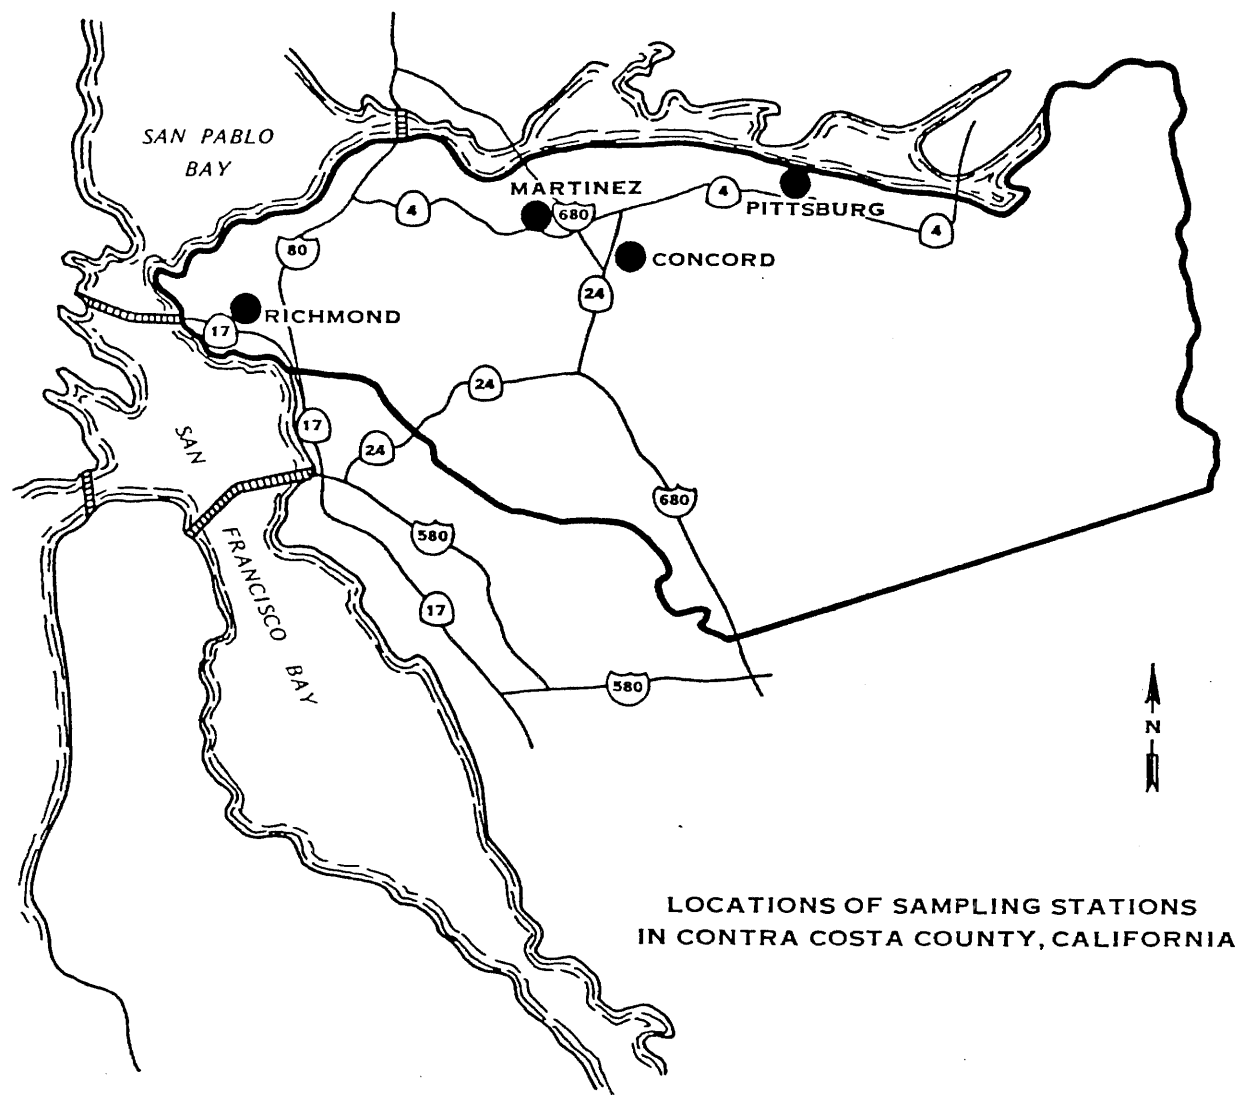 SAN PABLO
BAY
MARTINEZ
4
680
4
PITTSBURG
4
80
CONCORD
24
RICHMOND
17
24
17
SAN
24
680
580
FRANCISCO
17
BAY
580
N
LOCATIONS OF SAMPLING STATIONS
IN CONTRA COSTA COUNTY, CALIFORNIA